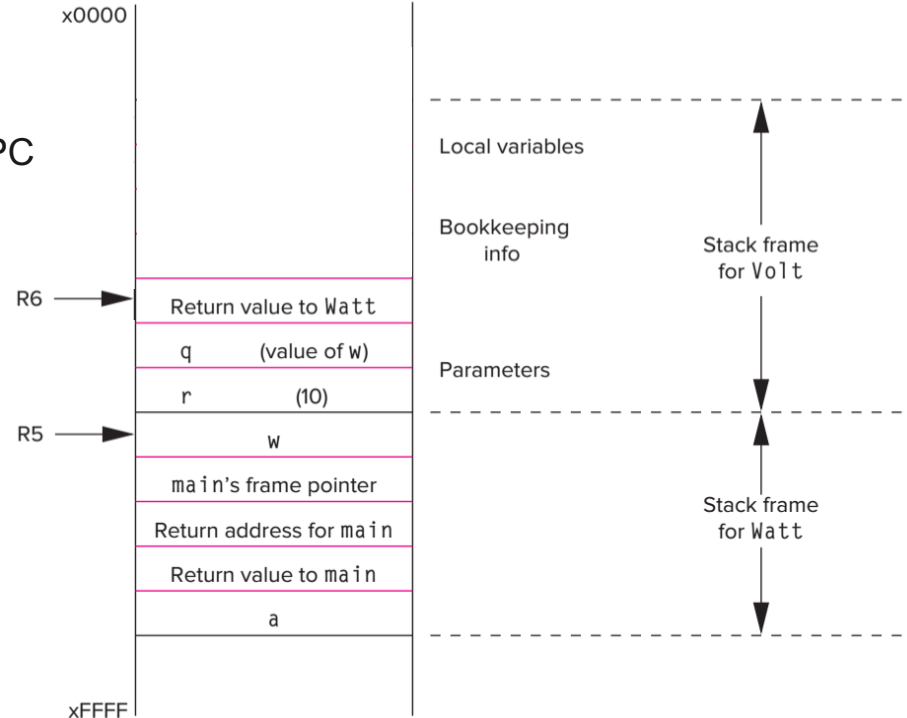 x0000
PC
Local variables
Bookkeeping
info
Stack frame
for Volt
R6
Return value to Watt
q (value of w)
Parameters
r (10)
R5
w
main's frame pointer
Stack frame
for Watt
Return address for main
Return value to main
a
xFFFF